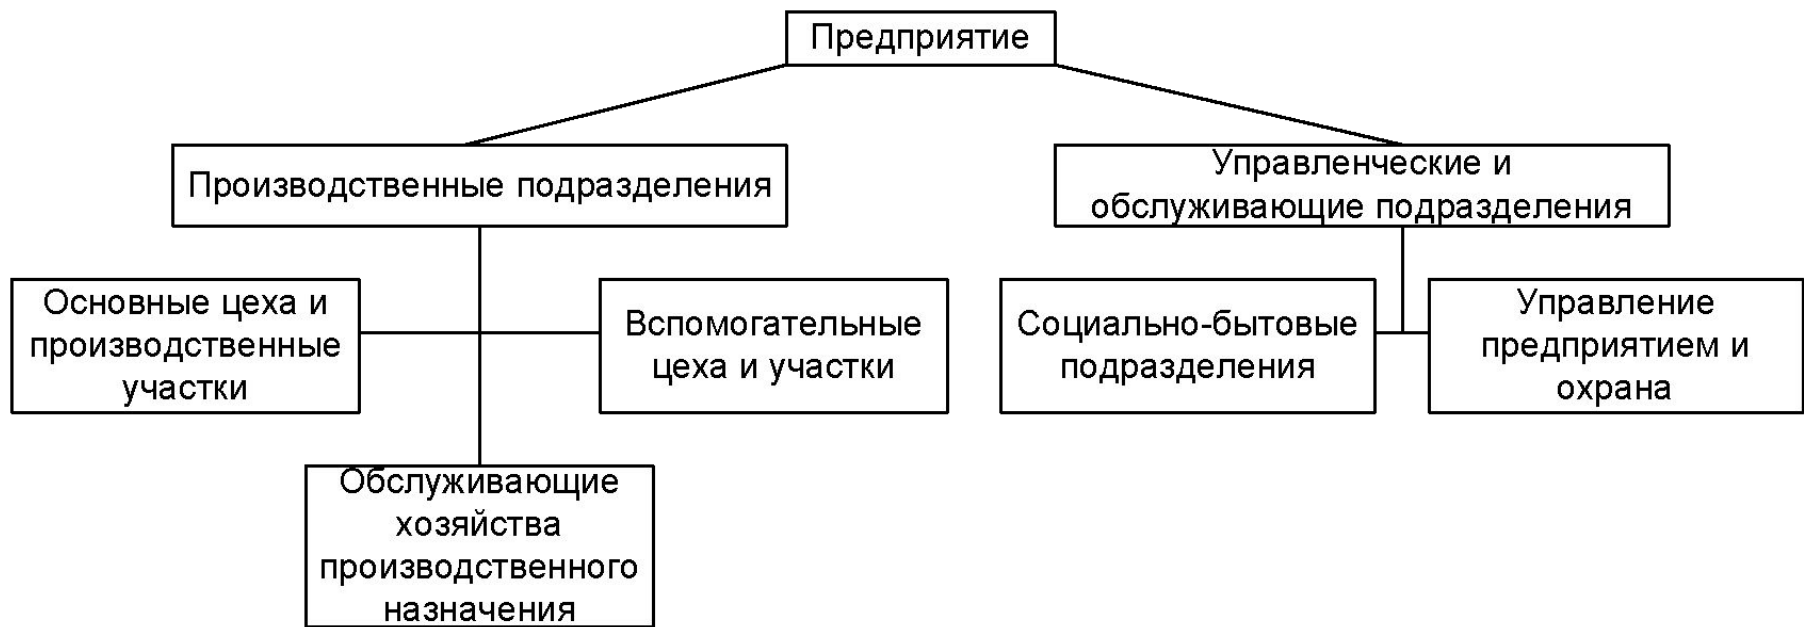 Предприятие
Производственные подразделения
Управленческие и
обслуживающие подразделения
Основные цеха и
производственные
участки
Вспомогательные
цеха и участки
Социально-бытовые
подразделения
Управление
предприятием и
охрана
Обслуживающие
хозяйства
производственного
назначения